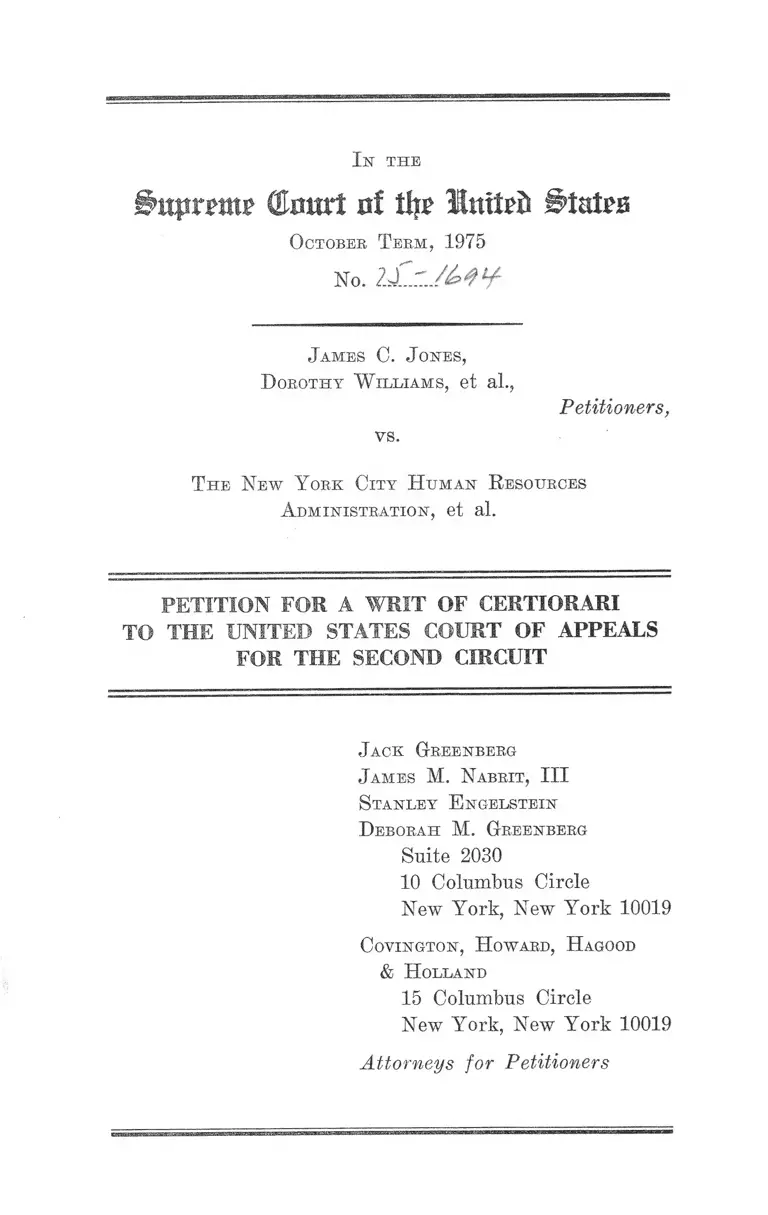 IN THE
Supreme Court of the United States
OCTOBER TERM, 1975
No. 75-1694
JAMES C. JONES,
DOROTHY WILLIAMS, et al.,
Petitioners,
vs.
THE NEW YORK CITY HUMAN RESOURCES
ADMINISTRATION, et al.
PETITION FOR A WRIT OF CERTIORARI
TO THE UNITED STATES COURT OF APPEALS
FOR THE SECOND CIRCUIT
JACK GREENBERG
JAMES M. NABRIT, III
STANLEY ENGELSTEIN
DEBORAH M. GREENBERG
Suite 2030
10 Columbus Circle
New York, New York 10019
COVINGTON, HOWARD, HAGOOD
& HOLLAND
15 Columbus Circle
New York, New York 10019
Attorneys for Petitioners